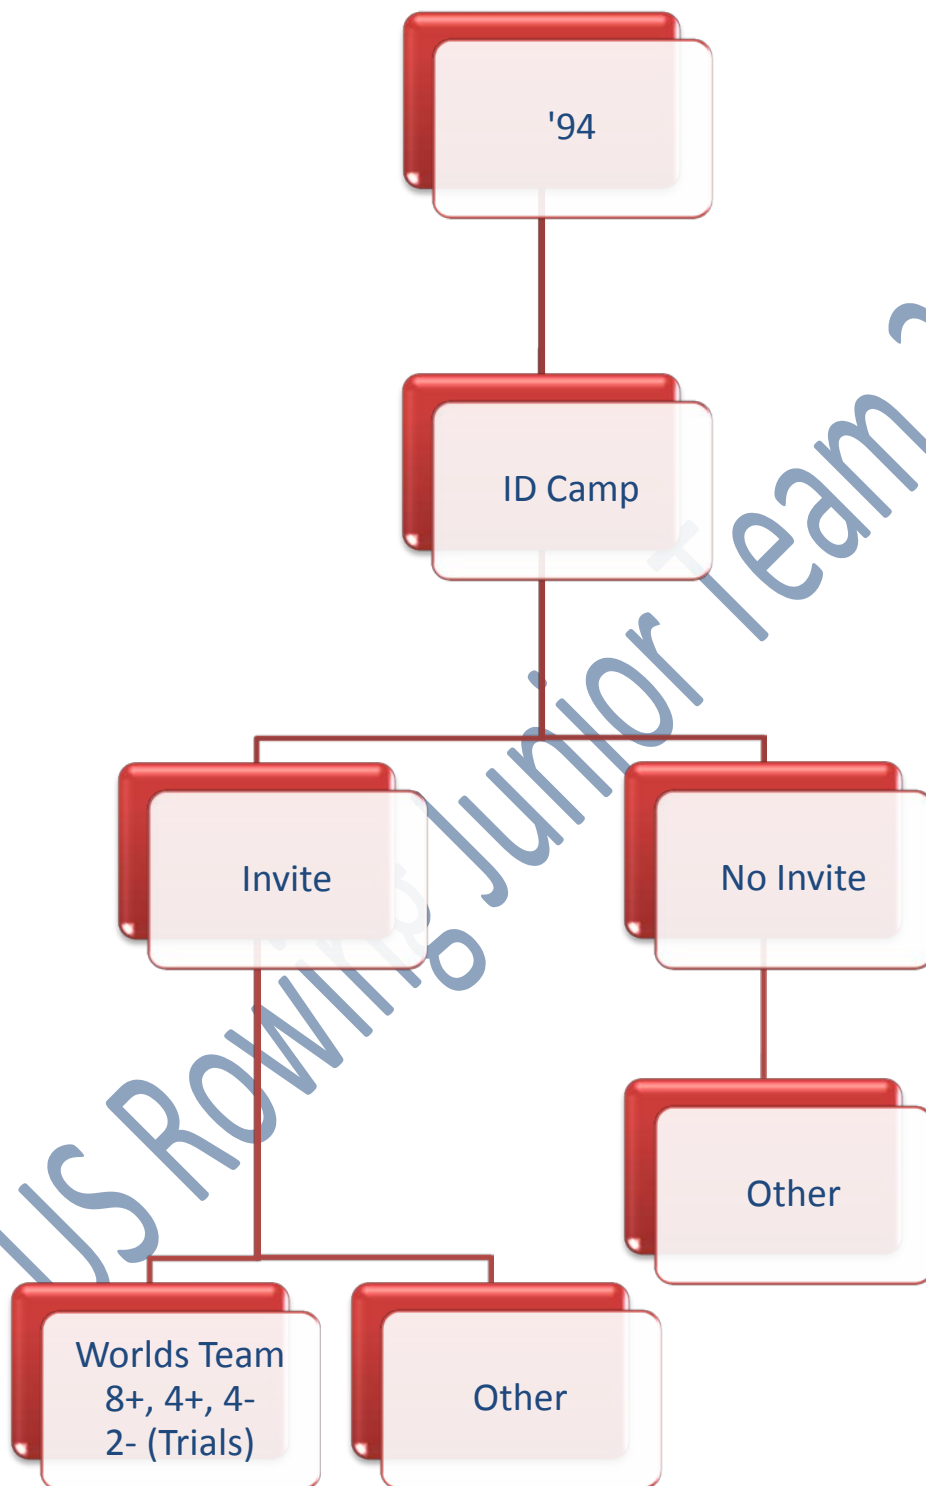 '94
ID Camp
Invite
No Invite
Other
Worlds Team
8+, 4+, 4-
2- (Trials)
Other
US Rowing Junior Team